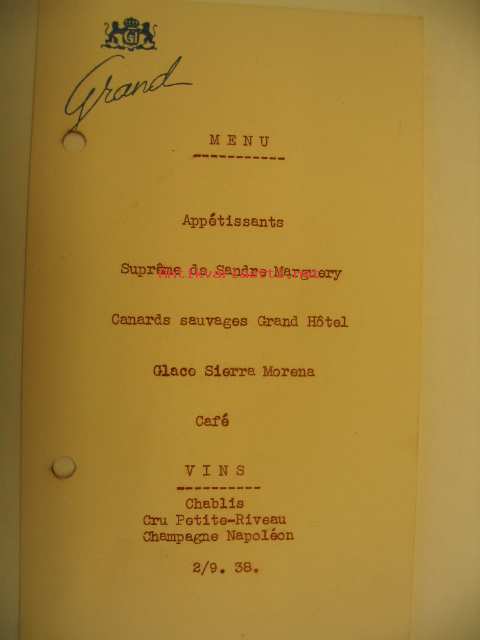 GH
Grand
MENU
Appétissants
Suprême de Sandre Marguery
Canards sauvages Grand Hôtel
Glace Sierra Morena
Café
VINS
Chablis
Cru Petite-Riveau
Champagne Napoléon
2/9. 38.